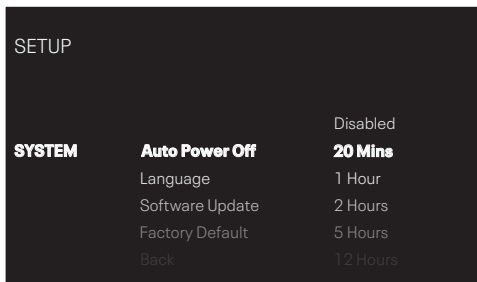 SETUP
Disabled
SYSTEM Auto Power Off 20 Mins
Language 1 Hour
Software Update 2 Hours
Factory Default 5 Hours
Back 12 Hours